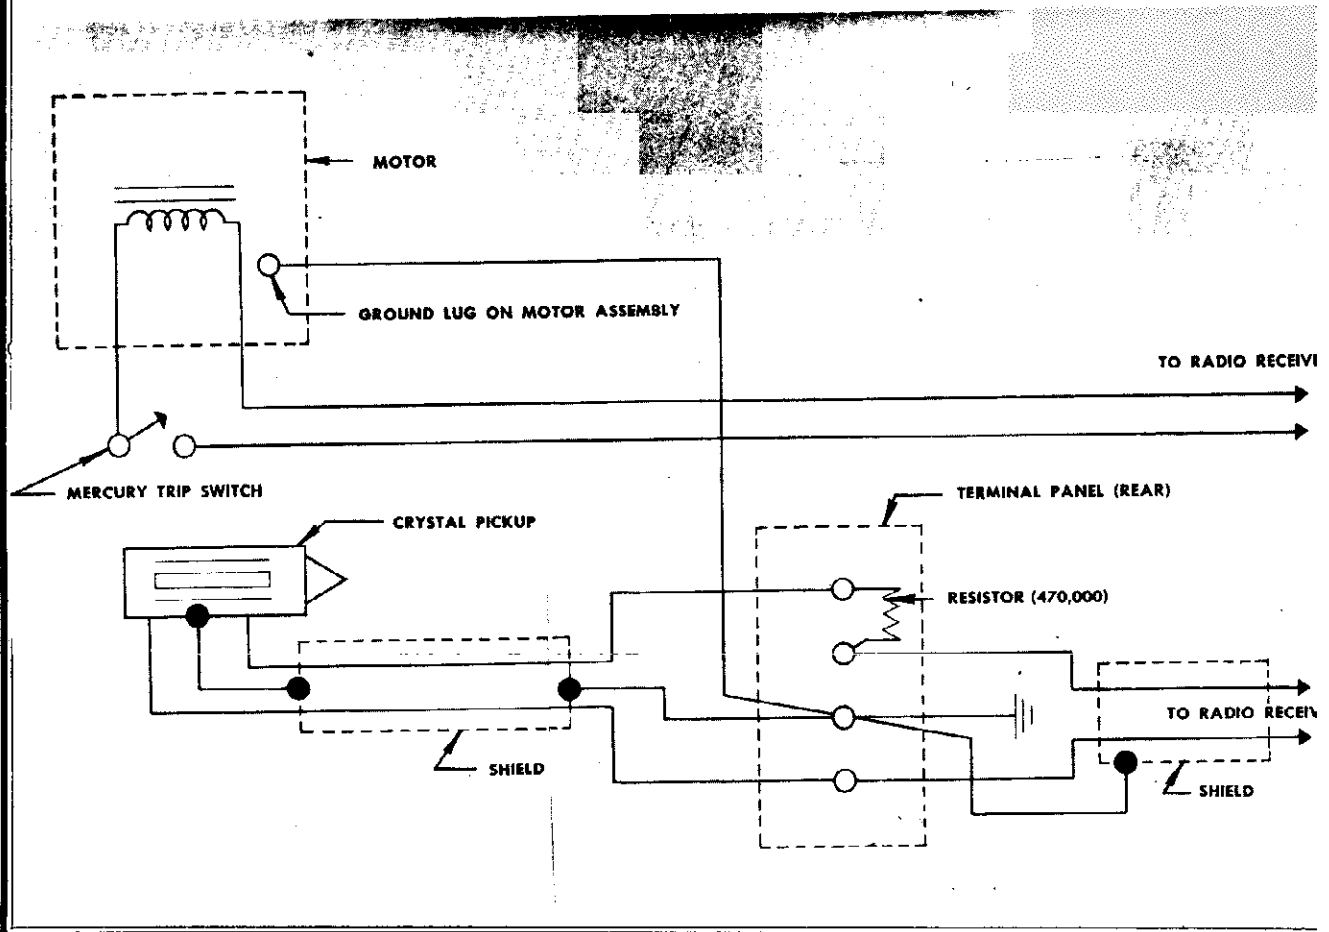 MOTOR
GROUND LUG ON MOTOR ASSEMBLY
TO RADIO RECEIVE
MERCURY TRIP SWITCH
TERMINAL PANEL (REAR)
CRYSTAL PICKUP
RESISTOR (470,000)
TO RADIO RECEIV
SHIELD
SHIELD